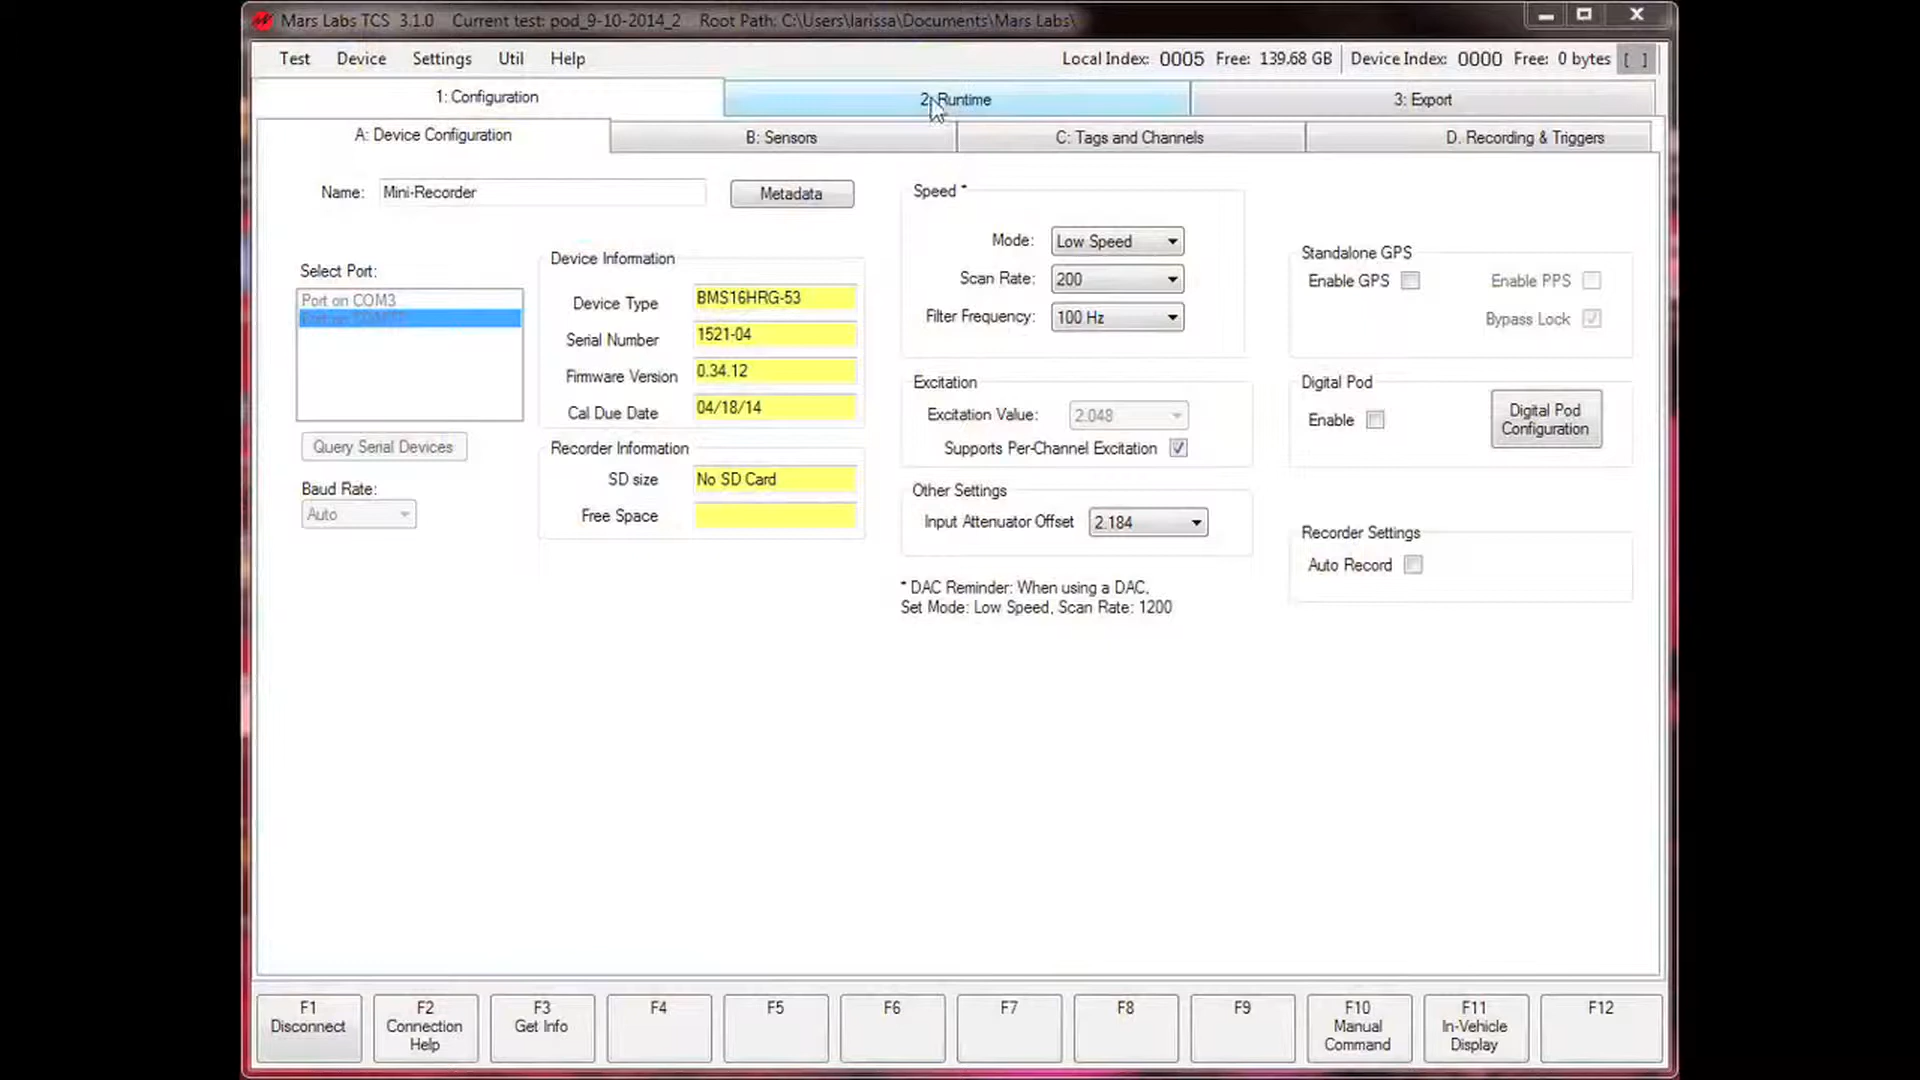 Mars Labs TCS 3.1.0 Current test: pod_9-10-2014_2 Root Path: C:\Users\larissa\Documents\Mars Labs\
Test Device Settings Util Help Local Index: 0005 Free: 139.68 GB Device Index: 0000 Free: 0 bytes [ ]
1: Configuration 2: Runtime 3: Export
A: Device Configuration B: Sensors C: Tags and Channels D. Recording & Triggers
Name: Mini-Recorder Metadata
Select Port:
Port on COM3
Query Serial Devices
Baud Rate:
Auto
Device Information
Device Type BMS16HRG-53
Serial Number 1521-04
Firmware Version 0.34.12
Cal Due Date 04/18/14
Recorder Information
SD size No SD Card
Free Space
Speed *
Mode: Low Speed
Scan Rate: 200
Filter Frequency: 100 Hz
Excitation
Excitation Value: 2.048
Supports Per-Channel Excitation
Other Settings
Input Attenuator Offset 2.184
* DAC Reminder: When using a DAC,
Set Mode: Low Speed, Scan Rate: 1200
Standalone GPS
Enable GPS Enable PPS
Bypass Lock
Digital Pod
Enable
Digital Pod
Configuration
Recorder Settings
Auto Record
F1
Disconnect
F2
Connection
Help
F3
Get Info
F4
F5
F6
F7
F8
F9
F10
Manual
Command
F11
In-Vehicle
Display
F12